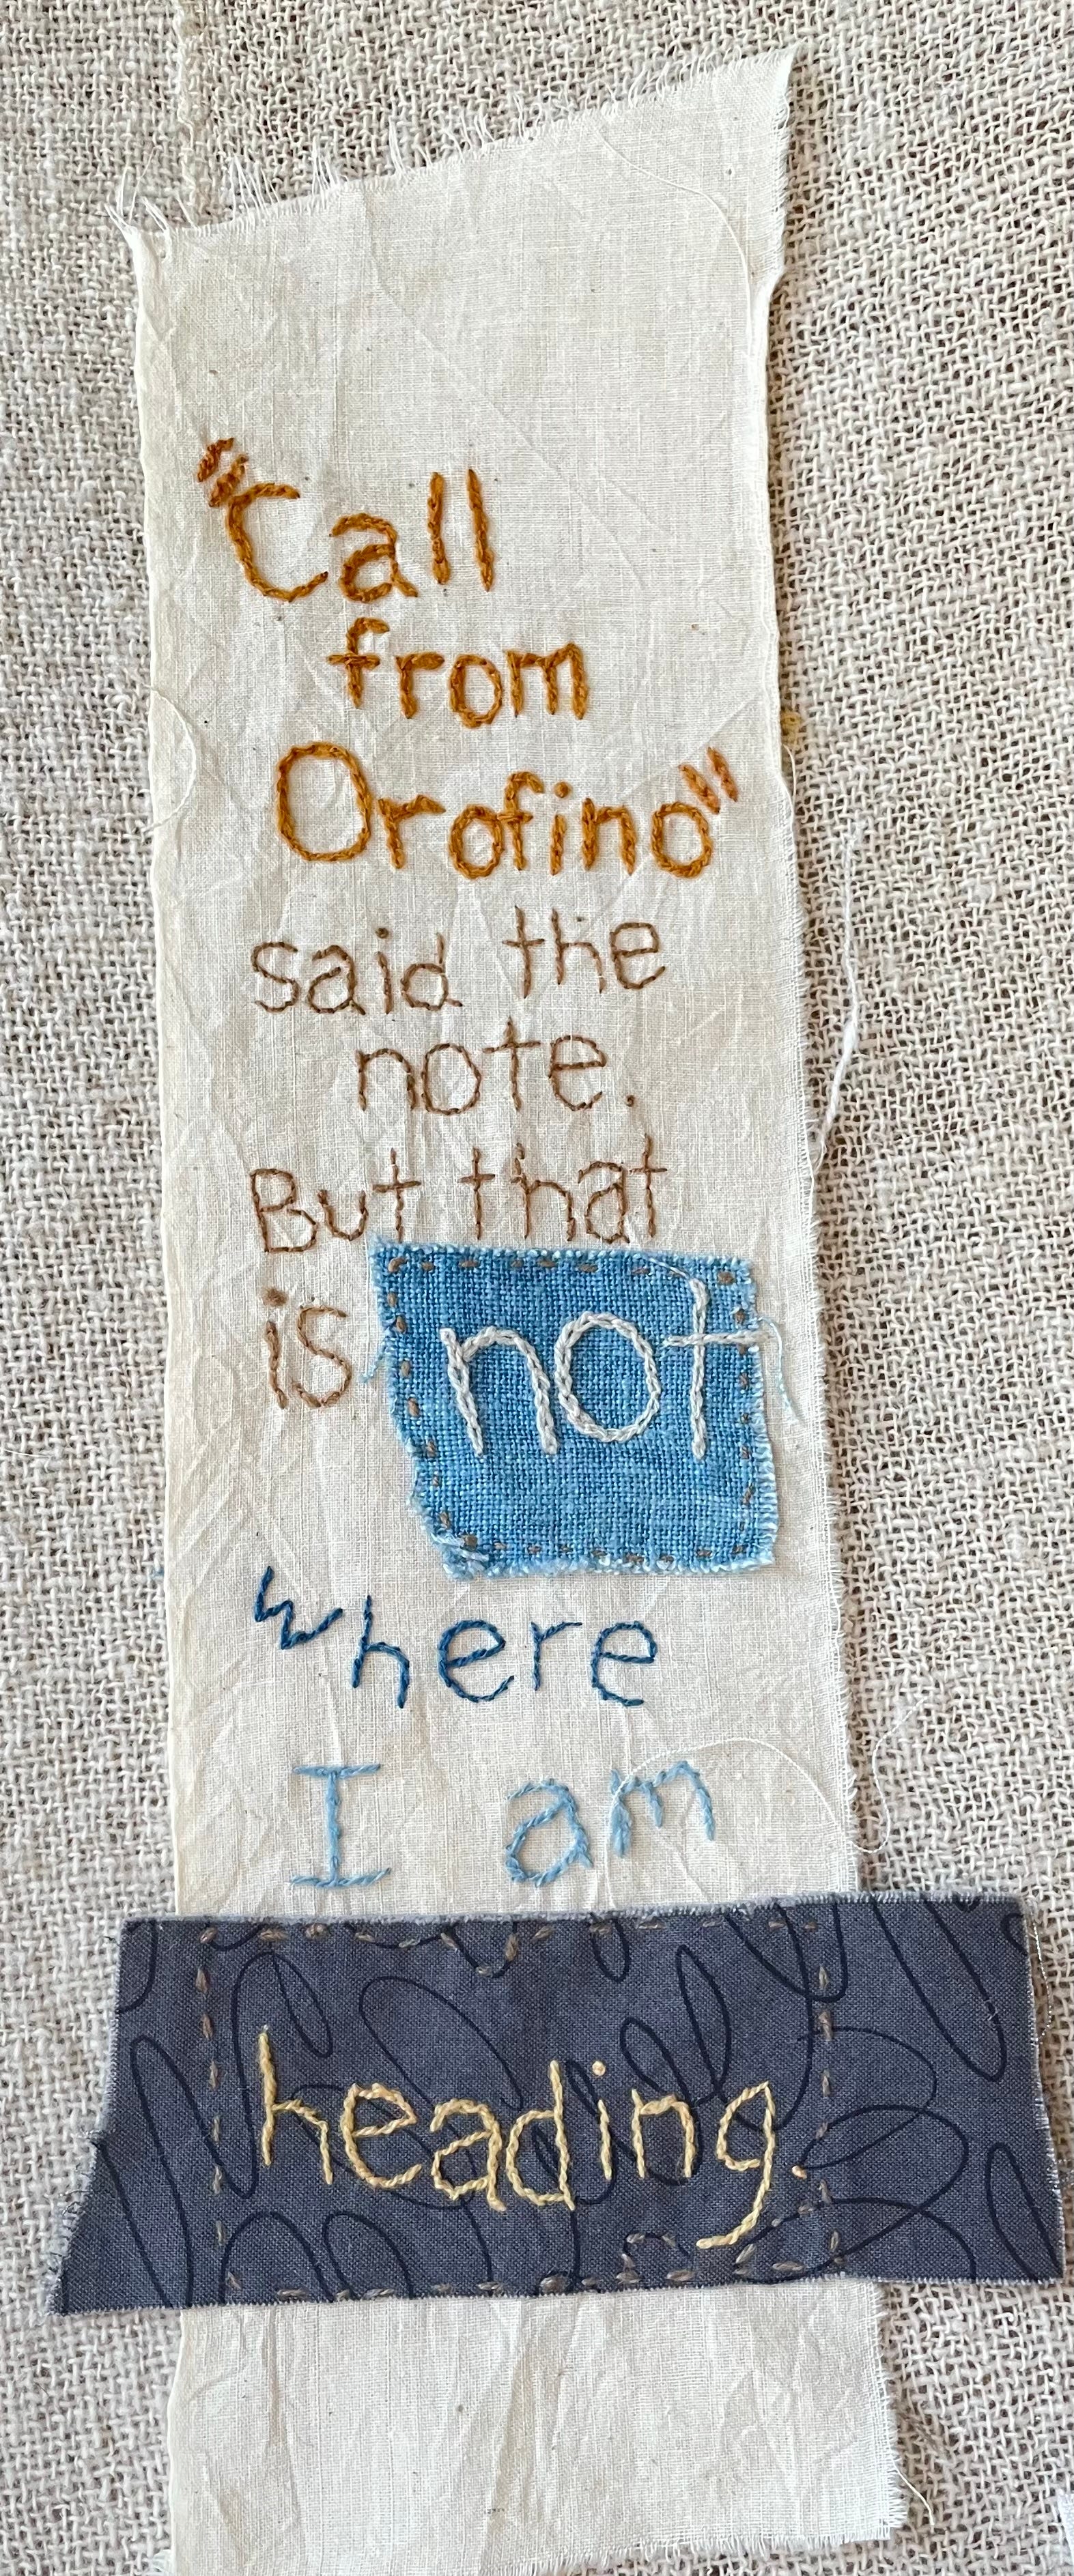 "Call
from
Orofino"
said the
note.
But that
is not
where
I am
heading.